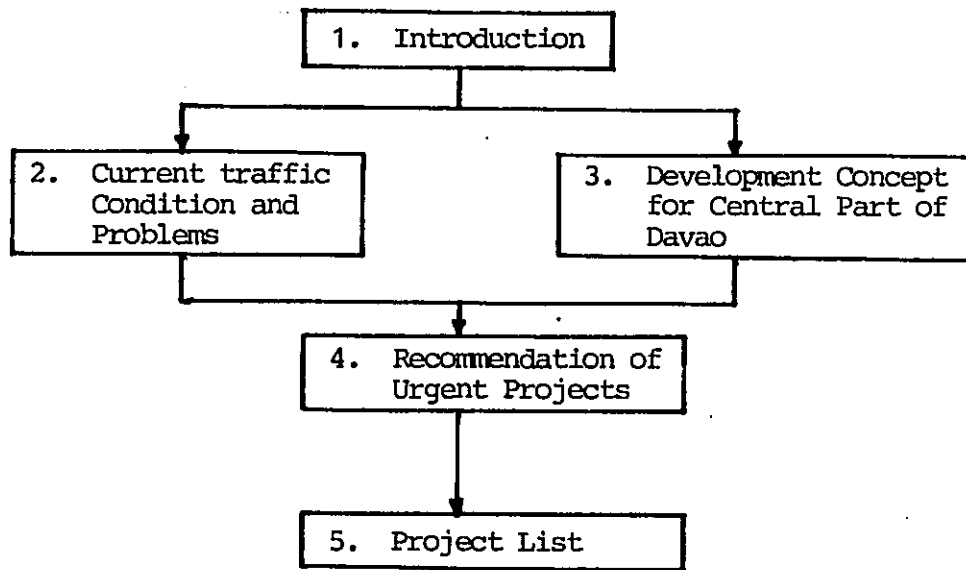 1. Introduction
2. Current traffic
Condition and
Problems
3. Development Concept
for Central Part of
Davao
4. Recommendation of
Urgent Projects
5. Project List